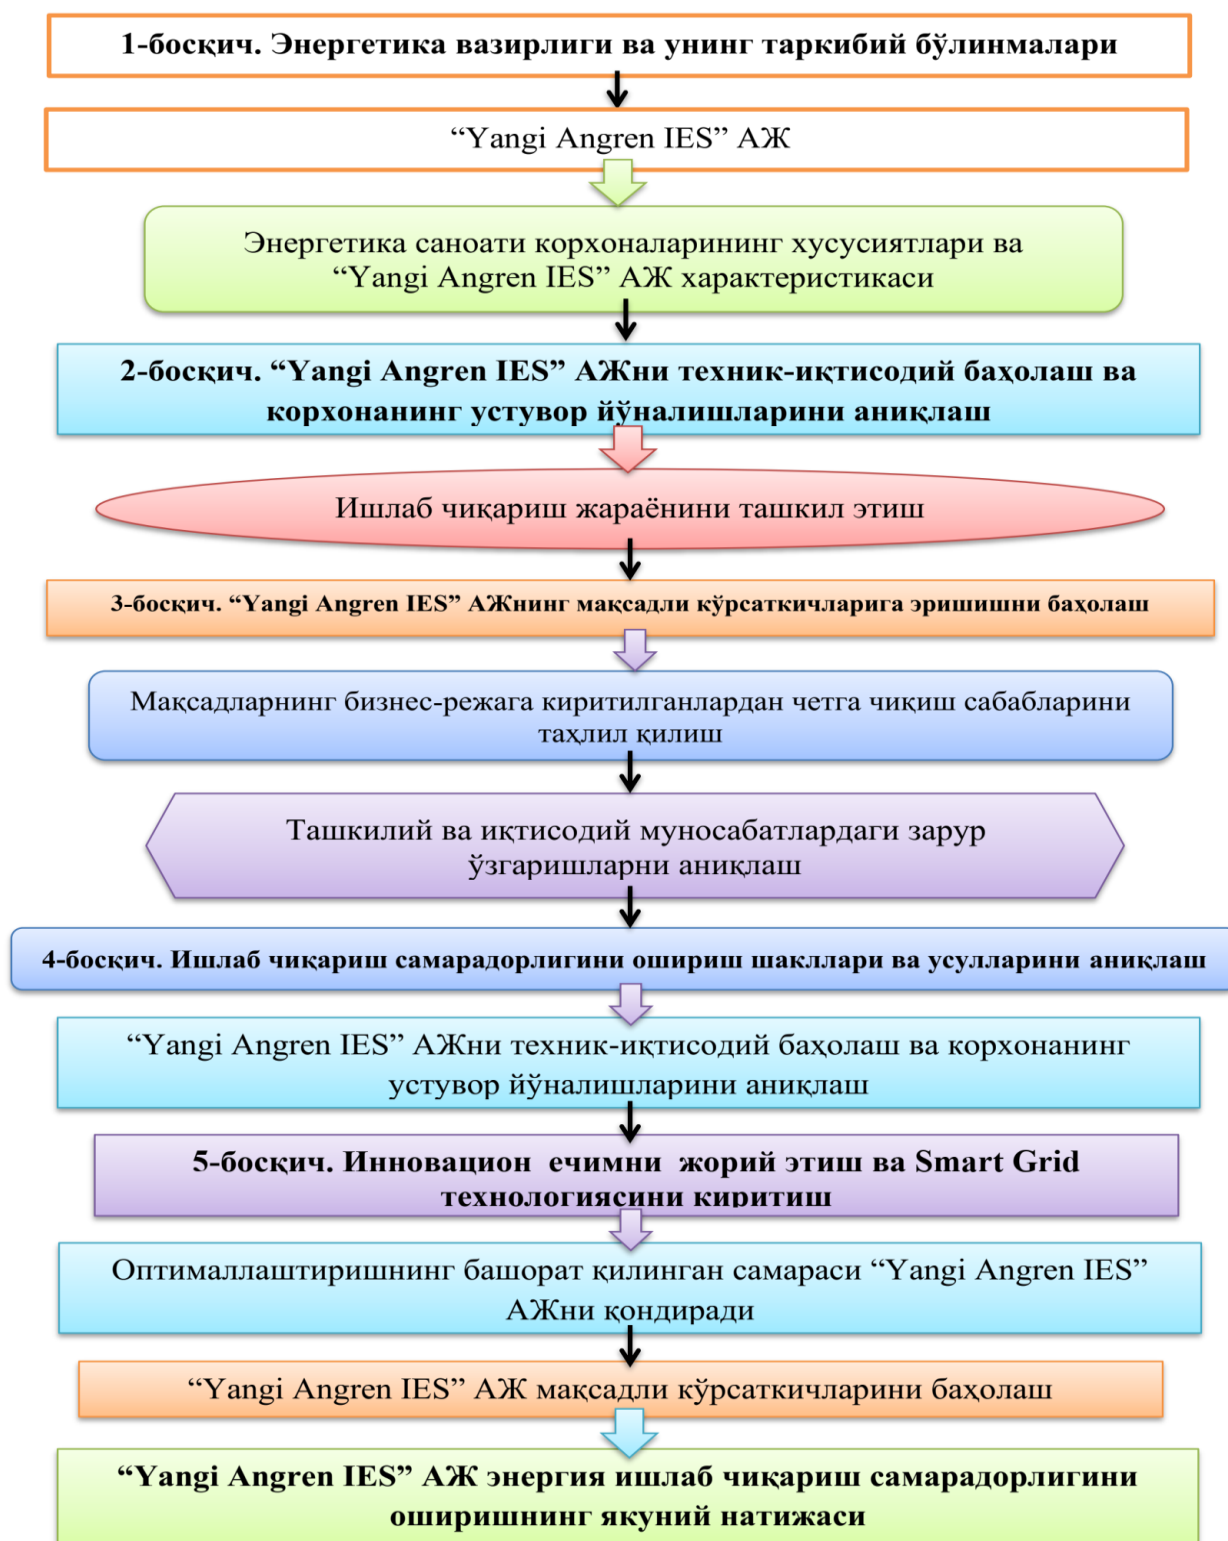 1-босқич. Энергетика вазирлиги ва унинг таркибий бўлинмалари
“Yangi Angren IES” АЖ
Энергетика саноати корхоналарининг хусусиятлари ва
“Yangi Angren IES” АЖ характеристикаси
2-босқич. “Yangi Angren IES” АЖни техник-иқтисодий баҳолаш ва
корхонанинг устувор йўналишларини аниқлаш
Ишлаб чиқариш жараёнини ташкил этиш
3-босқич. “Yangi Angren IES” АЖнинг мақсадли кўрсаткичларига эришишни баҳолаш
Мақсадларнинг бизнес-режага киритилганлардан четга чиқиш сабабларини
таҳлил қилиш
Ташкилий ва иқтисодий муносабатлардаги зарур
ўзгаришларни аниқлаш
4-босқич. Ишлаб чиқариш самарадорлигини ошириш шакллари ва усулларини аниқлаш
“Yangi Angren IES” АЖни техник-иқтисодий баҳолаш ва корхонанинг
устувор йўналишларини аниқлаш
5-босқич. Инновацион ечимни жорий этиш ва Smart Grid
технологиясини киритиш
Оптималлаштиришнинг башорат қилинган самараси “Yangi Angren IES”
АЖни қондиради
“Yangi Angren IES” АЖ мақсадли кўрсаткичларини баҳолаш
“Yangi Angren IES” АЖ энергия ишлаб чиқариш самарадорлигини
оширишнинг якуний натижаси